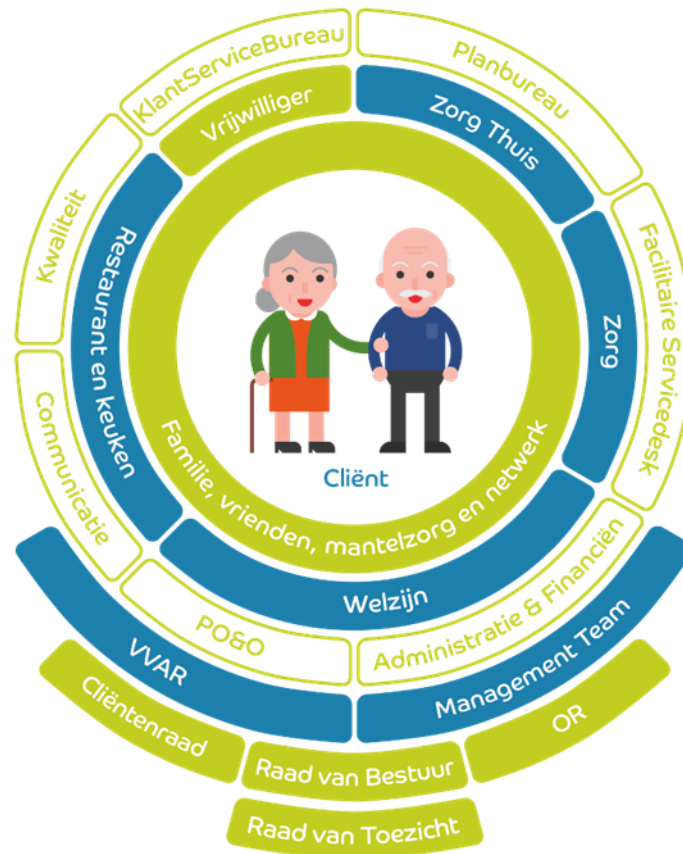 KlantServiceBureau
Planbureau
Vrijwilliger
Zorg Thuis
Kwaliteit
Restaurant en keuken
Zorg
Facilitaire Servicedesk
Cliënt
Familie, vrienden, mantelzorg en netwerk
Communicatie
Welzijn
PO&O
Administratie & Financiën
VVAR
Management Team
Cliëntenraad
OR
Raad van Bestuur
Raad van Toezicht